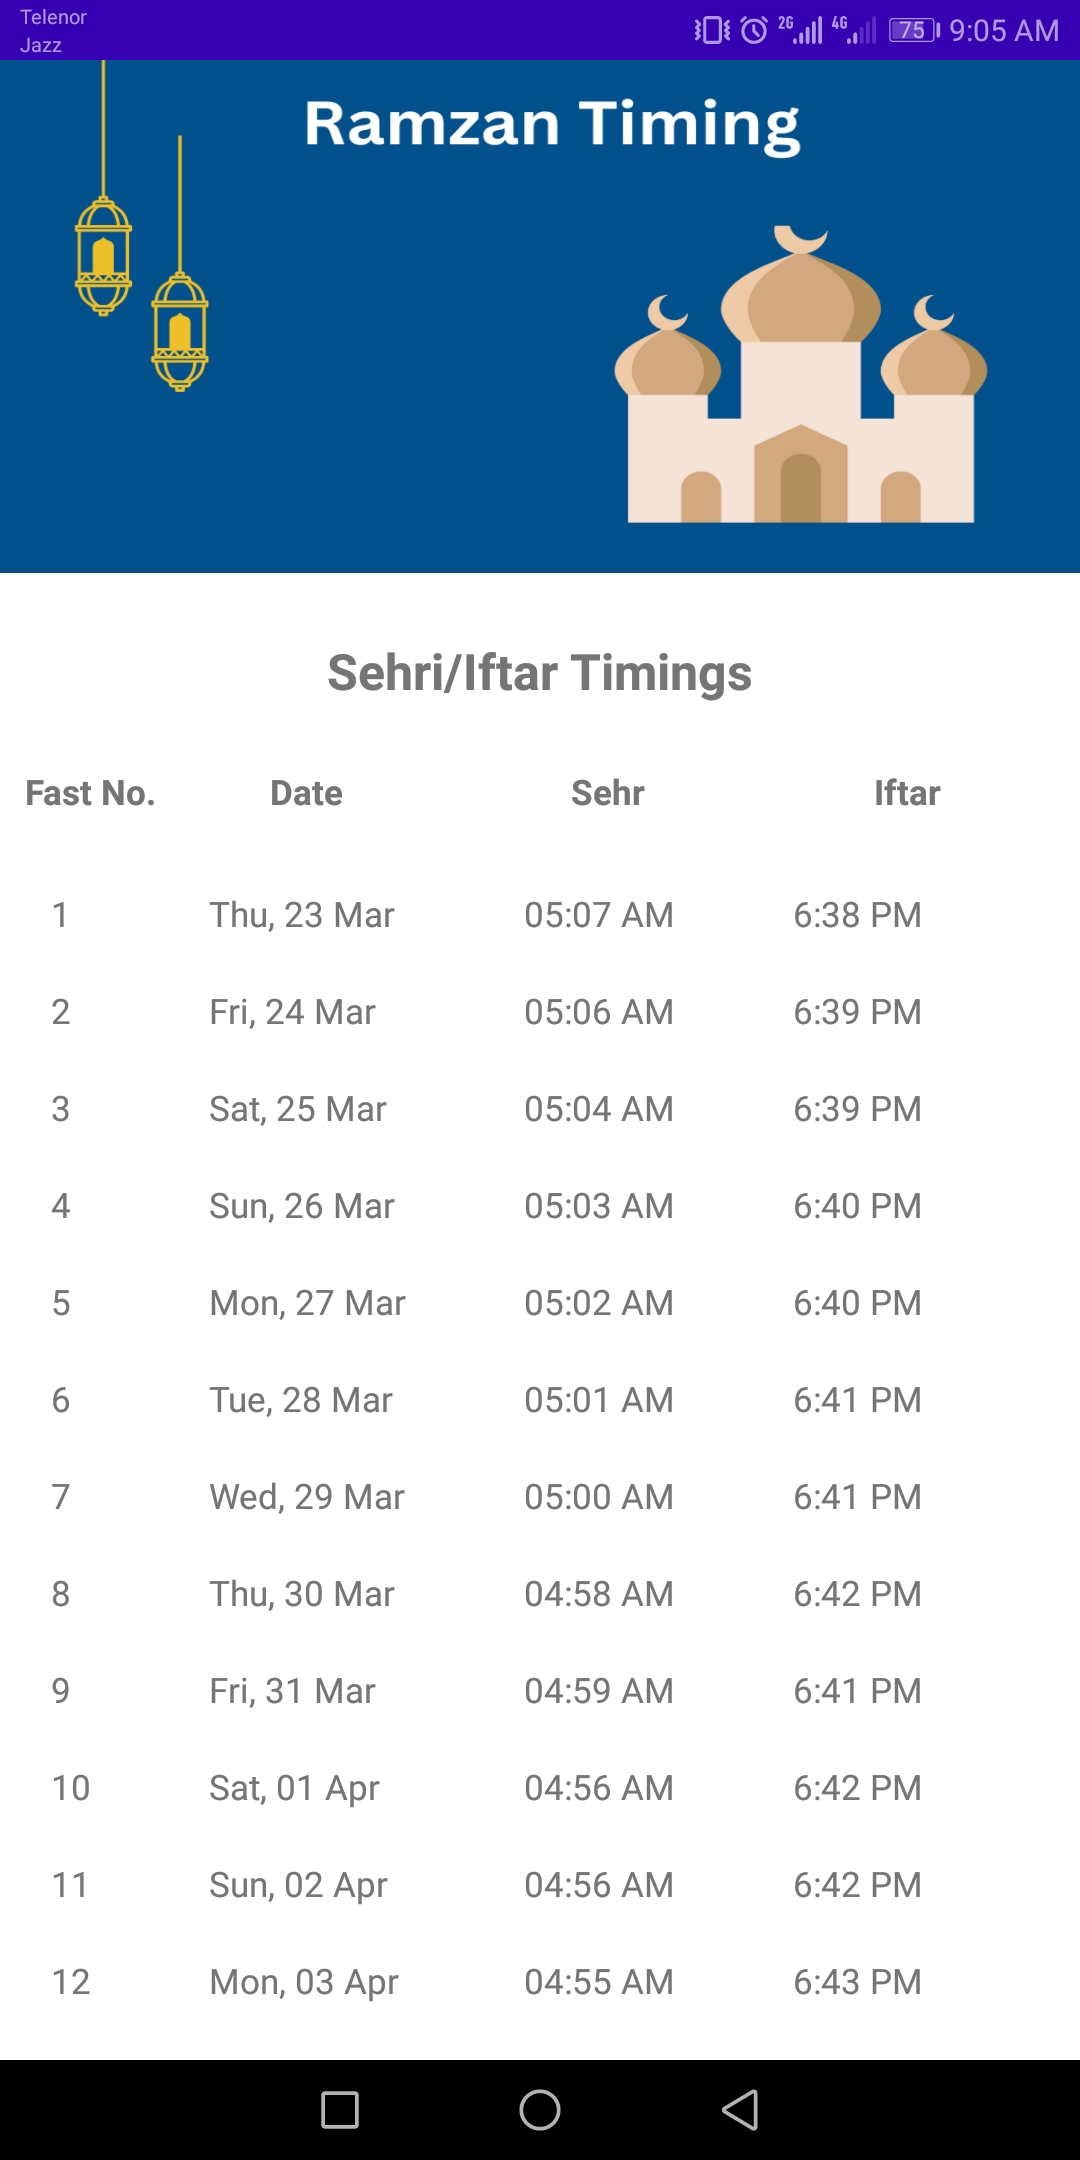 Telenor
Jazz
2G 4G 75 9:05 AM
Ramzan Timing
Sehri/Iftar Timings
Fast No. Date Sehr Iftar
1 Thu, 23 Mar 05:07 AM 6:38 PM
2 Fri, 24 Mar 05:06 AM 6:39 PM
3 Sat, 25 Mar 05:04 AM 6:39 PM
4 Sun, 26 Mar 05:03 AM 6:40 PM
5 Mon, 27 Mar 05:02 AM 6:40 PM
6 Tue, 28 Mar 05:01 AM 6:41 PM
7 Wed, 29 Mar 05:00 AM 6:41 PM
8 Thu, 30 Mar 04:58 AM 6:42 PM
9 Fri, 31 Mar 04:59 AM 6:41 PM
10 Sat, 01 Apr 04:56 AM 6:42 PM
11 Sun, 02 Apr 04:56 AM 6:42 PM
12 Mon, 03 Apr 04:55 AM 6:43 PM